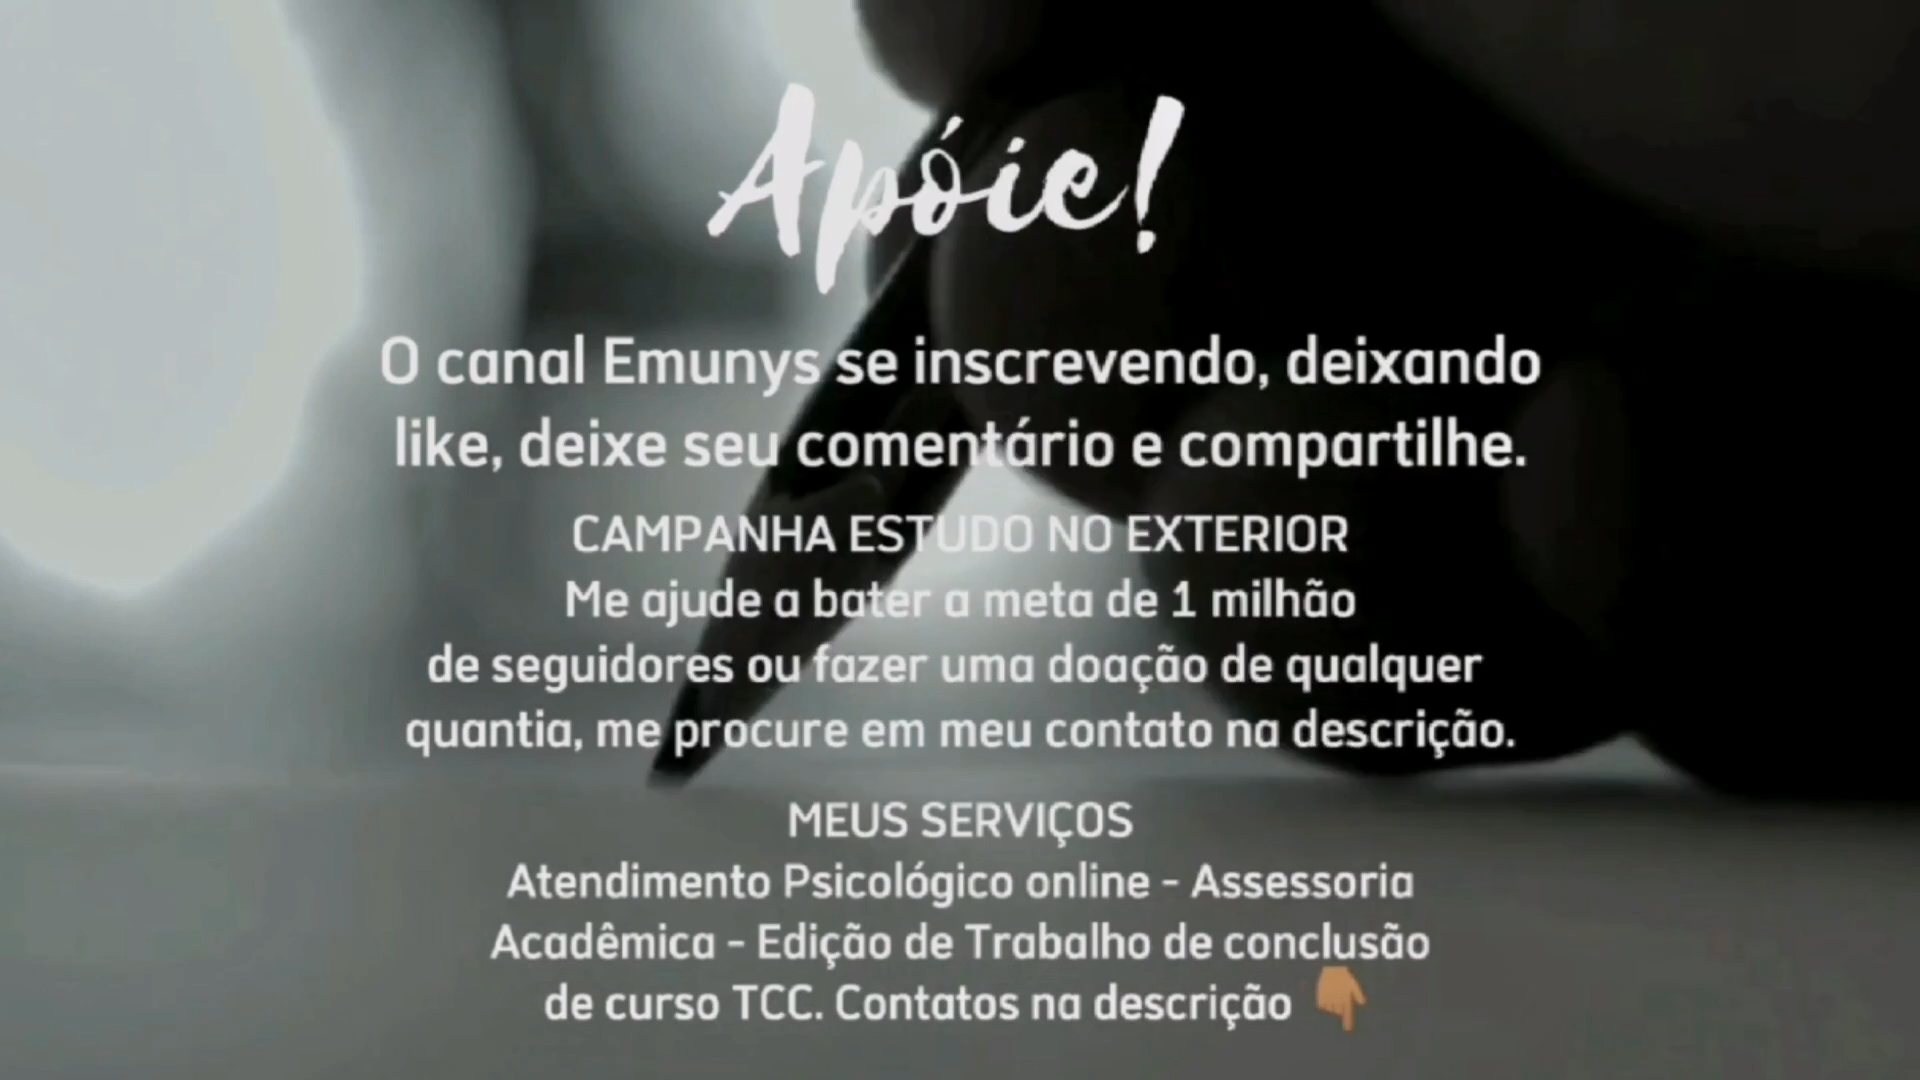 Apóie!
O canal Emunys se inscrevendo, deixando
like, deixe seu comentário e compartilhe.
CAMPANHA ESTUDO NO EXTERIOR
Me ajude a bater a meta de 1 milhão
de seguidores ou fazer uma doação de qualquer
quantia, me procure em meu contato na descrição.
MEUS SERVIÇOS
Atendimento Psicológico online - Assessoria
Acadêmica - Edição de Trabalho de conclusão
de curso TCC. Contatos na descrição 👇🏽